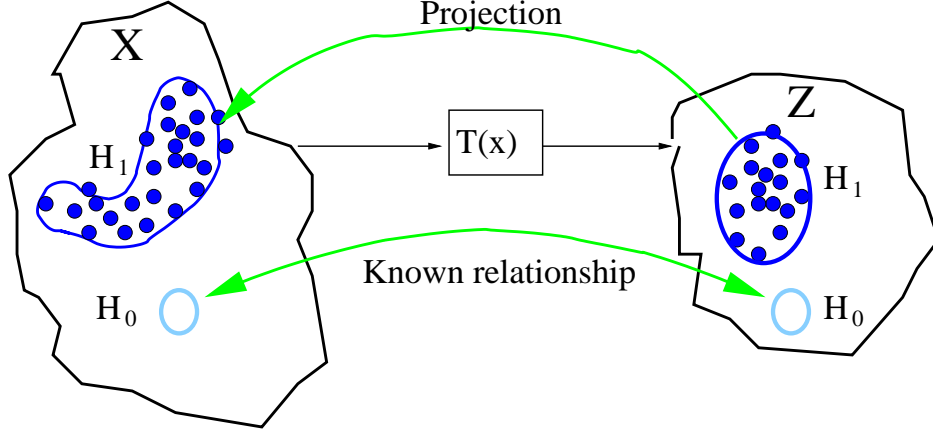 Projection
X
Z
T(x)
H1
H1
Known relationship
H0
H0